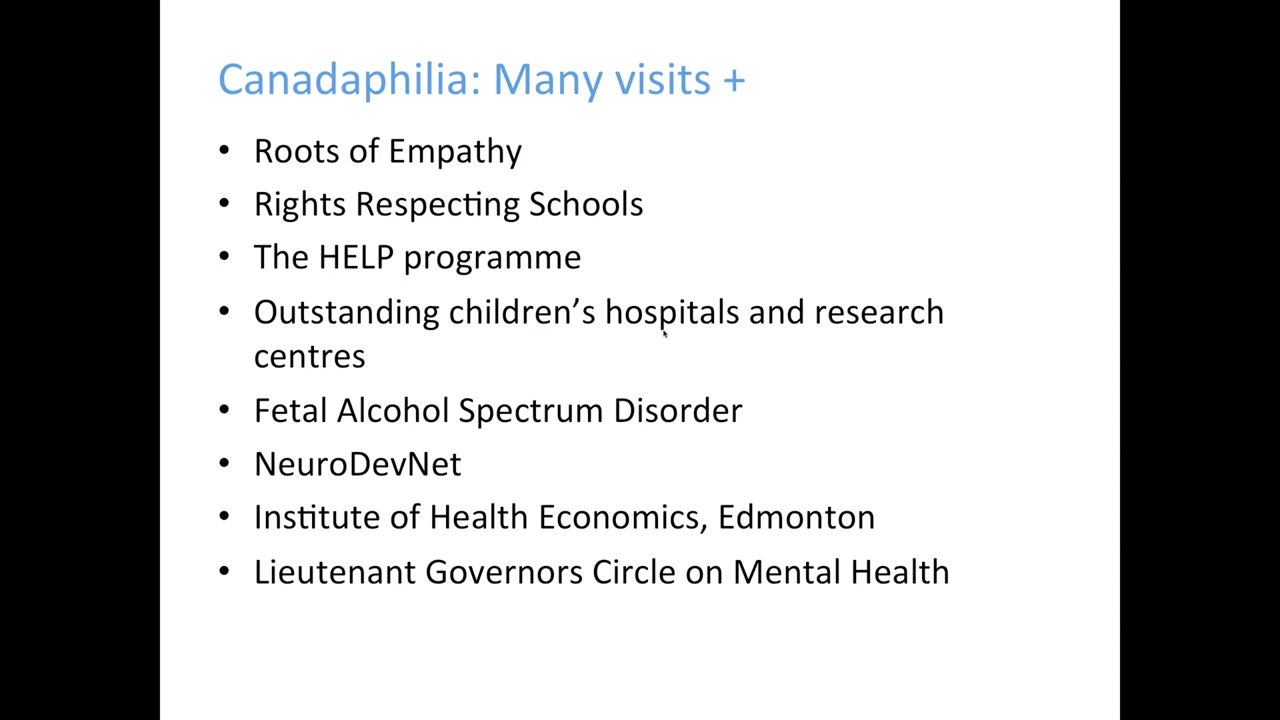 Canadaphilia: Many visits +
• Roots of Empathy
• Rights Respecting Schools
• The HELP programme
• Outstanding children’s hospitals and research
centres
• Fetal Alcohol Spectrum Disorder
• NeuroDevNet
• Institute of Health Economics, Edmonton
• Lieutenant Governors Circle on Mental Health